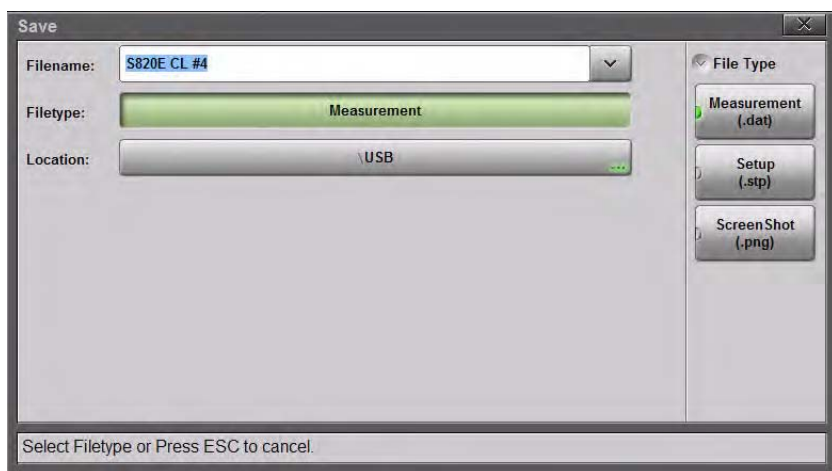 Save
Filename: S820E CL #4
Filetype: Measurement
Location: \USB
...
File Type
Measurement
(.dat)
Setup
(.stp)
ScreenShot
(.png)
Select Filetype or Press ESC to cancel.